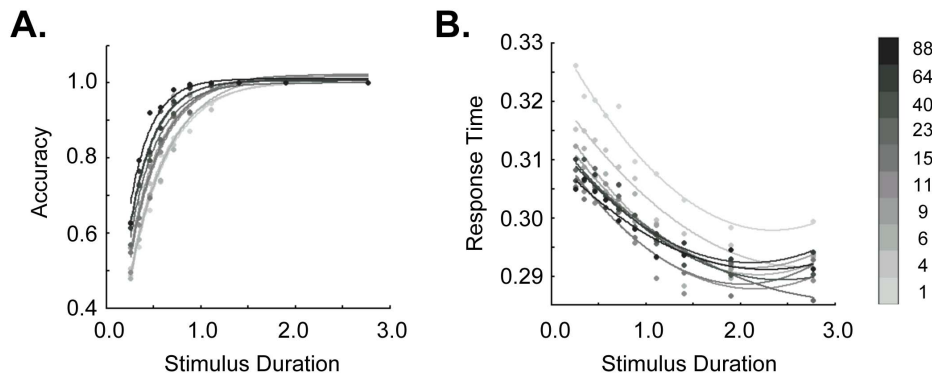 A.
Accuracy
1.0
0.8
0.6
0.4
0.0 1.0 2.0 3.0
Stimulus Duration
B.
Response Time
0.33
0.32
0.31
0.30
0.29
0.0 1.0 2.0 3.0
Stimulus Duration
88
64
40
23
15
11
9
6
4
1